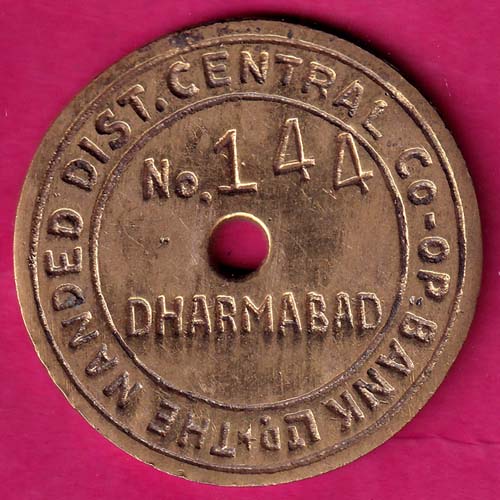 THE NANDED DIST. CENTRAL CO-OP. BANK LTD
No. 144
DHARMABAD